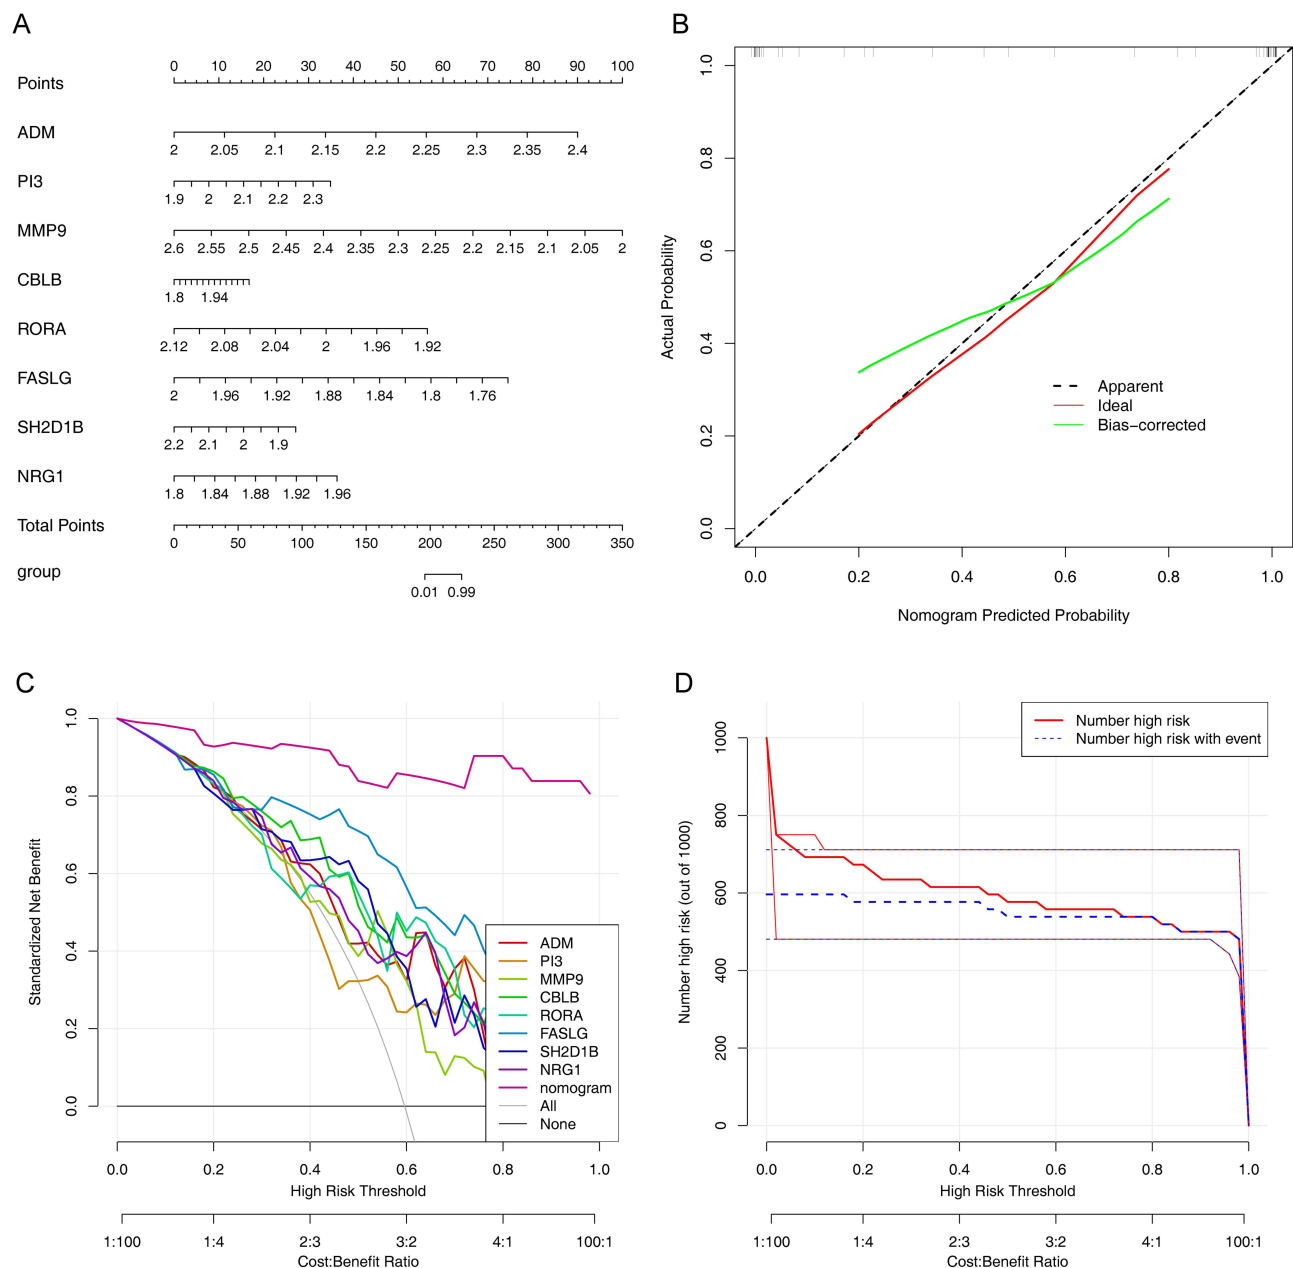 A
Points
0 10 20 30 40 50 60 70 80 90 100
ADM
2 2.05 2.1 2.15 2.2 2.25 2.3 2.35 2.4
PI3
1.9 2 2.1 2.2 2.3
MMP9
2.6 2.55 2.5 2.45 2.4 2.35 2.3 2.25 2.2 2.15 2.1 2.05 2
CBLB
1.8 1.94
RORA
2.12 2.08 2.04 2 1.96 1.92
FASLG
2 1.96 1.92 1.88 1.84 1.8 1.76
SH2D1B
2.2 2.1 2 1.9
NRG1
1.8 1.84 1.88 1.92 1.96
Total Points
0 50 100 150 200 250 300 350
group
0.01 0.99
B
Actual Probability
1.0
0.8
0.6
0.4
0.2
0.0
Apparent
Ideal
Bias−corrected
0.0 0.2 0.4 0.6 0.8 1.0
Nomogram Predicted Probability
C
Standardized Net Benefit
1.0
0.8
0.6
0.4
0.2
0.0
ADM
PI3
MMP9
CBLB
RORA
FASLG
SH2D1B
NRG1
nomogram
All
None
0.0 0.2 0.4 0.6 0.8 1.0
High Risk Threshold
1:100 1:4 2:3 3:2 4:1 100:1
Cost:Benefit Ratio
D
Number high risk (out of 1000)
1000
800
600
400
200
0
Number high risk
Number high risk with event
0.0 0.2 0.4 0.6 0.8 1.0
High Risk Threshold
1:100 1:4 2:3 3:2 4:1 100:1
Cost:Benefit Ratio